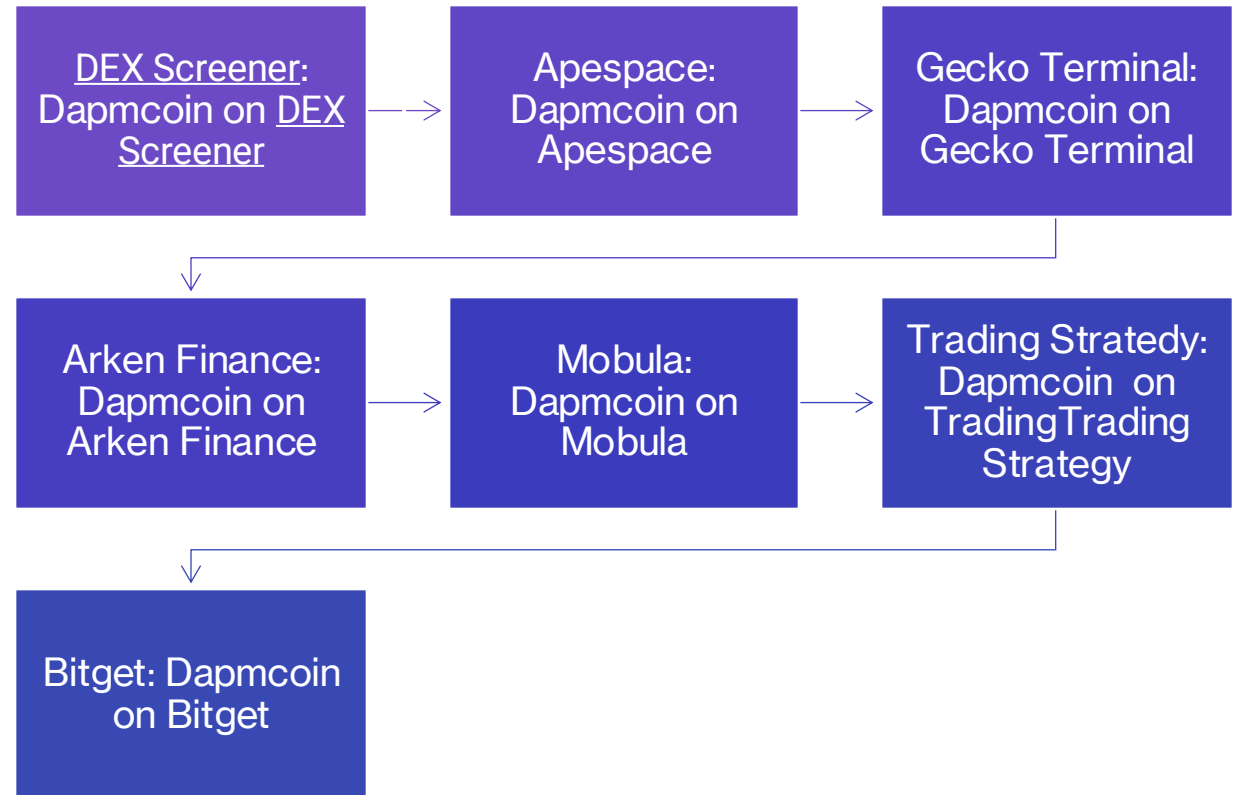 DEX Screener:
Dapmcoin on DEX
Screener
Apespace:
Dapmcoin on
Apespace
Gecko Terminal:
Dapmcoin on
Gecko Terminal
Arken Finance:
Dapmcoin on
Arken Finance
Mobula:
Dapmcoin on
Mobula
Trading Stratedy:
Dapmcoin  on
TradingTrading
Strategy
Bitget: Dapmcoin
on Bitget